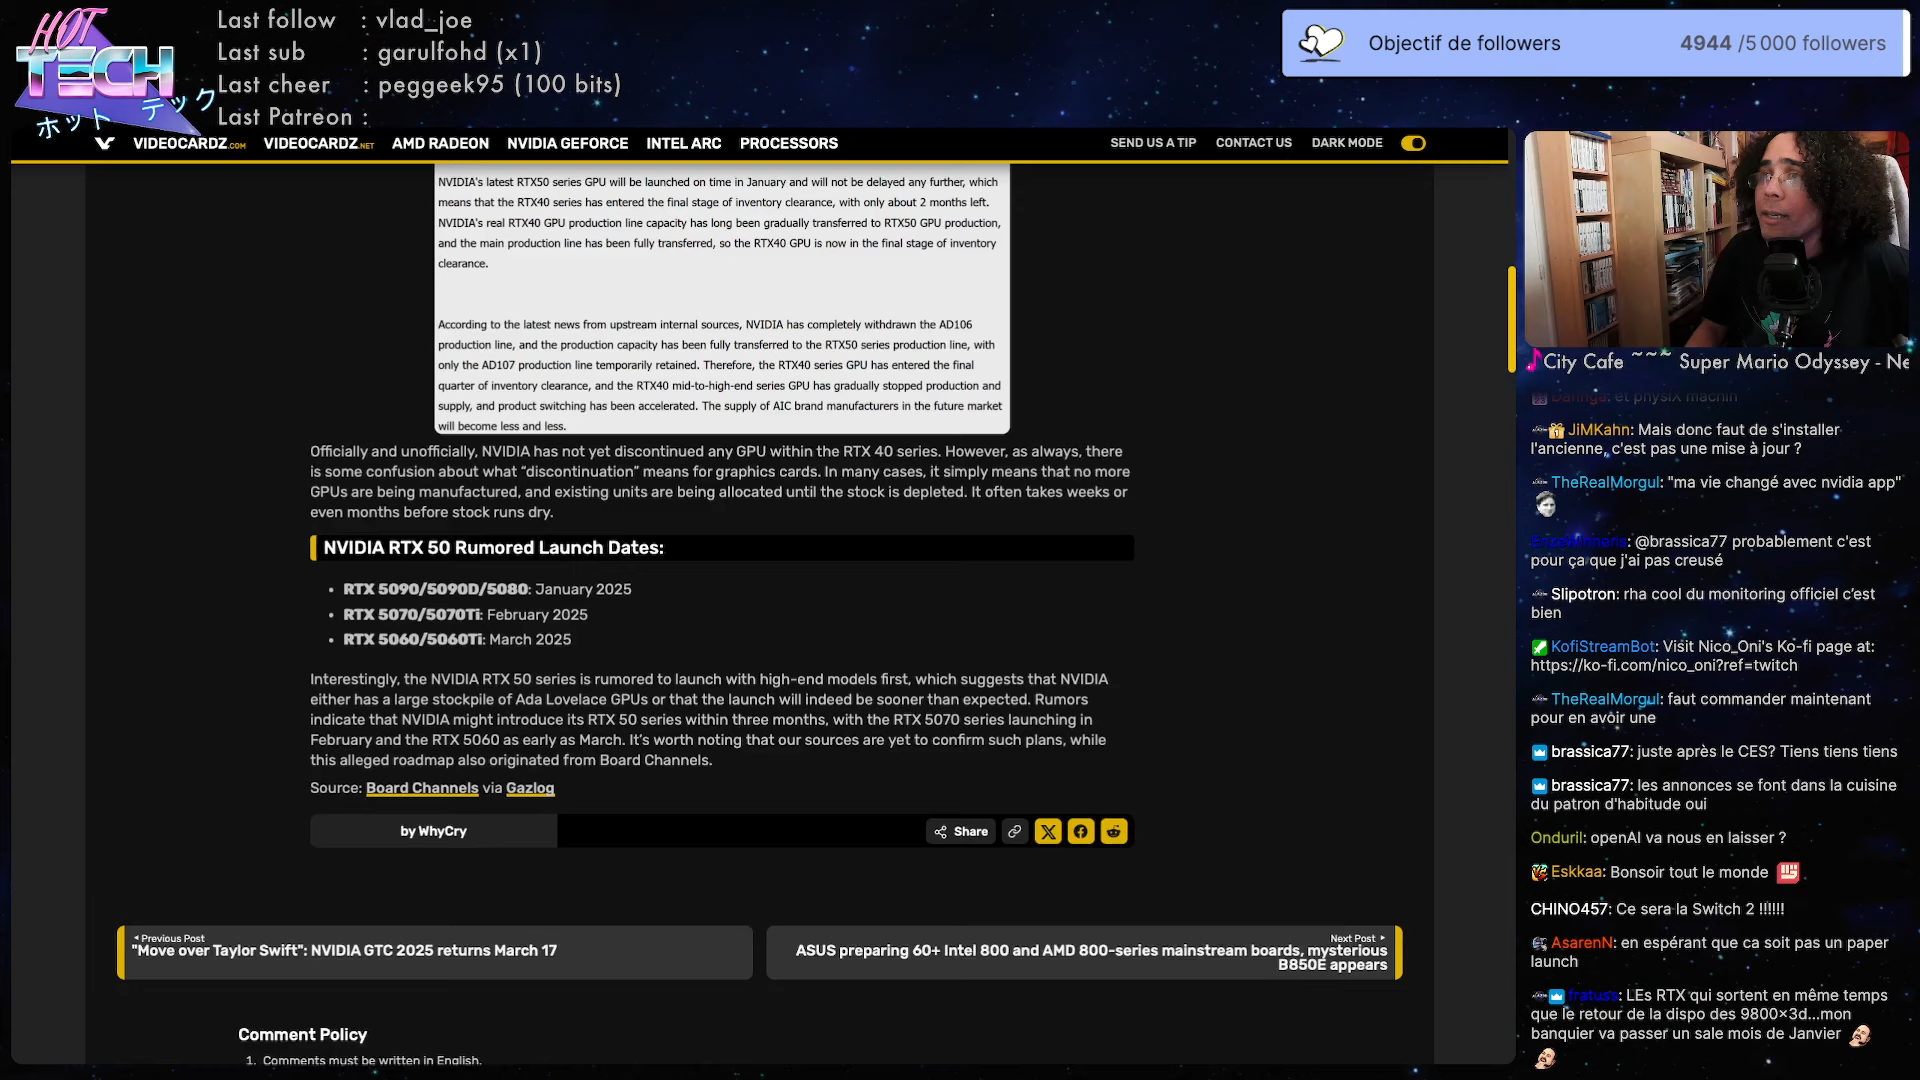 HOT
TECH
ホット テック
Last follow : vlad_joe
Last sub : garulfohd (x1)
Last cheer : peggeek95 (100 bits)
Last Patreon :
Objectif de followers
4944 /5 000 followers
VIDEOCARDZ.COM VIDEOCARDZ.NET AMD RADEON NVIDIA GEFORCE INTEL ARC PROCESSORS
SEND US A TIP CONTACT US DARK MODE
NVIDIA's latest RTX50 series GPU will be launched on time in January and will not be delayed any further, which
means that the RTX40 series has entered the final stage of inventory clearance, with only about 2 months left.
NVIDIA's real RTX40 GPU production line capacity has long been gradually transferred to RTX50 GPU production,
and the main production line has been fully transferred, so the RTX40 GPU is now in the final stage of inventory
clearance.
According to the latest news from upstream internal sources, NVIDIA has completely withdrawn the AD106
production line, and the production capacity has been fully transferred to the RTX50 series production line, with
only the AD107 production line temporarily retained. Therefore, the RTX40 series GPU has entered the final
quarter of inventory clearance, and the RTX40 mid-to-high-end series GPU has gradually stopped production and
supply, and product switching has been accelerated. The supply of AIC brand manufacturers in the future market
will become less and less.
Officially and unofficially, NVIDIA has not yet discontinued any GPU within the RTX 40 series. However, as always, there
is some confusion about what “discontinuation” means for graphics cards. In many cases, it simply means that no more
GPUs are being manufactured, and existing units are being allocated until the stock is depleted. It often takes weeks or
even months before stock runs dry.
NVIDIA RTX 50 Rumored Launch Dates:
• RTX 5090/5090D/5080: January 2025
• RTX 5070/5070Ti: February 2025
• RTX 5060/5060Ti: March 2025
Interestingly, the NVIDIA RTX 50 series is rumored to launch with high-end models first, which suggests that NVIDIA
either has a large stockpile of Ada Lovelace GPUs or that the launch will indeed be sooner than expected. Rumors
indicate that NVIDIA might introduce its RTX 50 series within three months, with the RTX 5070 series launching in
February and the RTX 5060 as early as March. It's worth noting that our sources are yet to confirm such plans, while
this alleged roadmap also originated from Board Channels.
Source: Board Channels via Gazlog
by WhyCry
Share
Previous Post
"Move over Taylor Swift": NVIDIA GTC 2025 returns March 17
Next Post
ASUS preparing 60+ Intel 800 and AMD 800-series mainstream boards, mysterious
B850E appears
Comment Policy
1. Comments must be written in English.
City Cafe ~~~ Super Mario Odyssey - Ne
: et physiX machin
JiMKahn: Mais donc faut de s'installer
l'ancienne, c'est pas une mise à jour ?
TheRealMorgul: "ma vie changé avec nvidia app"
: @brassica77 probablement c'est
pour ça que j'ai pas creusé
Slipotron: rha cool du monitoring officiel c'est
bien
KofiStreamBot: Visit Nico_Oni's Ko-fi page at:
https://ko-fi.com/nico_oni?ref=twitch
TheRealMorgul: faut commander maintenant
pour en avoir une
brassica77: juste après le CES? Tiens tiens tiens
brassica77: les annonces se font dans la cuisine
du patron d'habitude oui
Onduril: openAI va nous en laisser ?
Eskkaa: Bonsoir tout le monde
CHINO457: Ce sera la Switch 2 !!!!!!
AsarenN: en espérant que ca soit pas un paper
launch
fratuss: LEs RTX qui sortent en même temps
que le retour de la dispo des 9800x3d...mon
banquier va passer un sale mois de Janvier